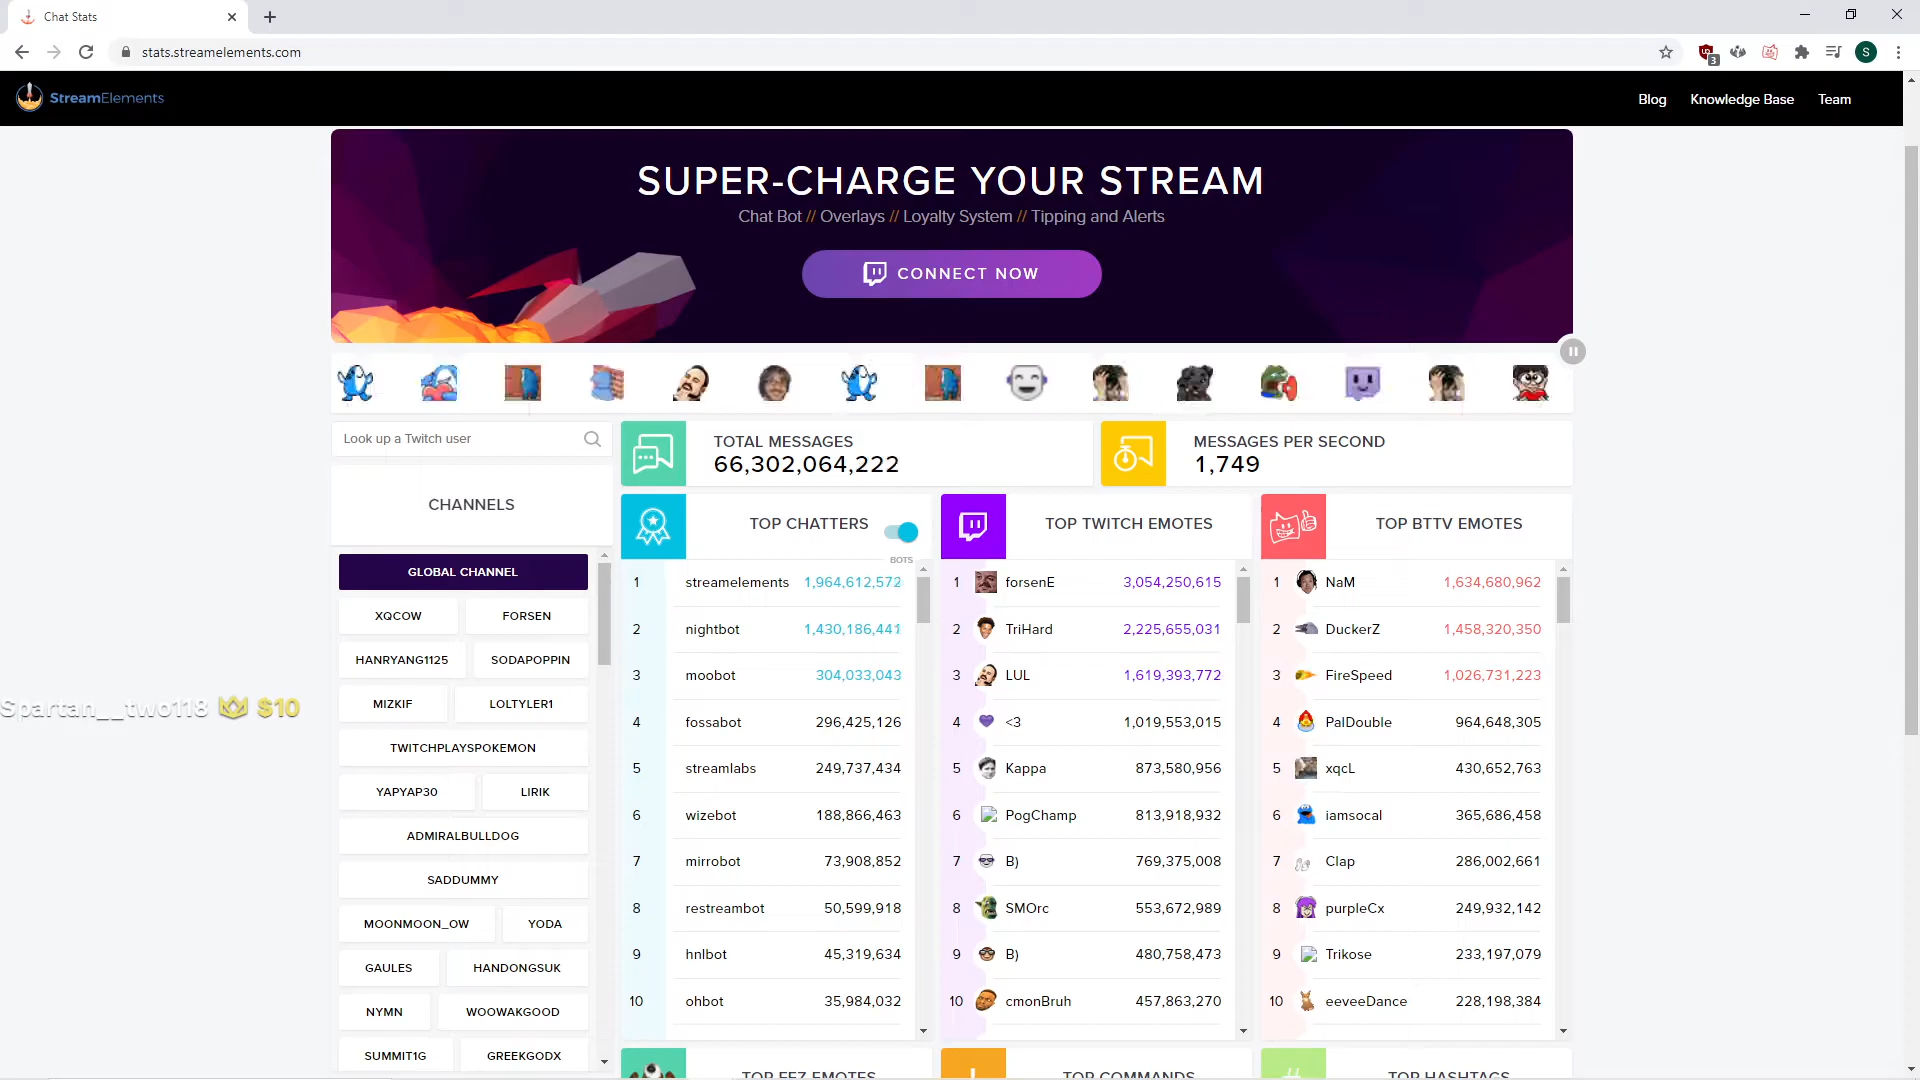 Chat Stats
stats.streamelements.com
3
S
StreamElements
Blog Knowledge Base Team
SUPER-CHARGE YOUR STREAM
Chat Bot // Overlays // Loyalty System // Tipping and Alerts
CONNECT NOW
Look up a Twitch user
TOTAL MESSAGES
66,302,064,222
MESSAGES PER SECOND
1,749
CHANNELS
GLOBAL CHANNEL
XQCOW FORSEN
HANRYANG1125 SODAPOPPIN
MIZKIF LOLTYLER1
TWITCHPLAYSPOKEMON
YAPYAP30 LIRIK
ADMIRALBULLDOG
SADDUMMY
MOONMOON_OW YODA
GAULES HANDONGSUK
NYMN WOOWAKGOOD
SUMMIT1G GREEKGODX
Spartan__two118 $10
TOP CHATTERS
BOTS
1 streamelements 1,964,612,572
2 nightbot 1,430,186,441
3 moobot 304,033,043
4 fossabot 296,425,126
5 streamlabs 249,737,434
6 wizebot 188,866,463
7 mirrobot 73,908,852
8 restreambot 50,599,918
9 hnlbot 45,319,634
10 ohbot 35,984,032
TOP TWITCH EMOTES
1 forsenE 3,054,250,615
2 TriHard 2,225,655,031
3 LUL 1,619,393,772
4 <3 1,019,553,015
5 Kappa 873,580,956
6 PogChamp 813,918,932
7 B) 769,375,008
8 SMOrc 553,672,989
9 B) 480,758,473
10 cmonBruh 457,863,270
TOP BTTV EMOTES
1 NaM 1,634,680,962
2 DuckerZ 1,458,320,350
3 FireSpeed 1,026,731,223
4 PalDouble 964,648,305
5 xqcL 430,652,763
6 iamsocal 365,686,458
7 Clap 286,002,661
8 purpleCx 249,932,142
9 Trikose 233,197,079
10 eeveeDance 228,198,384
TOP FFZ EMOTES
TOP COMMANDS
TOP HASHTAGS